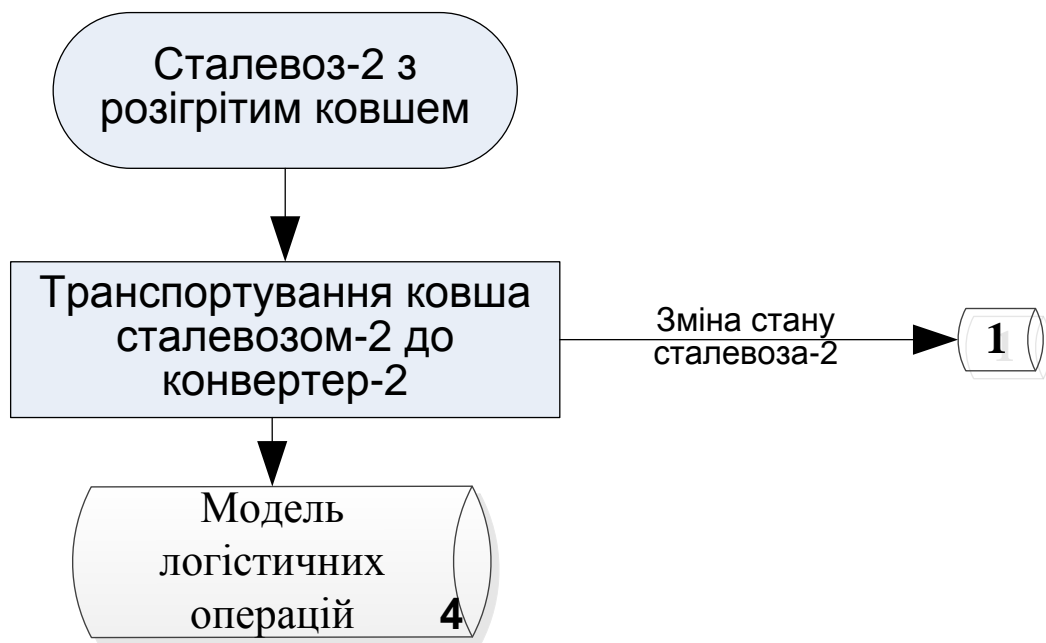 Сталевоз-2 з
розігрітим ковшем
Транспортування ковша
сталевозом-2 до
конвертер-2
Зміна стану
сталевоза-2
1
Модель
логістичних
операцій
4